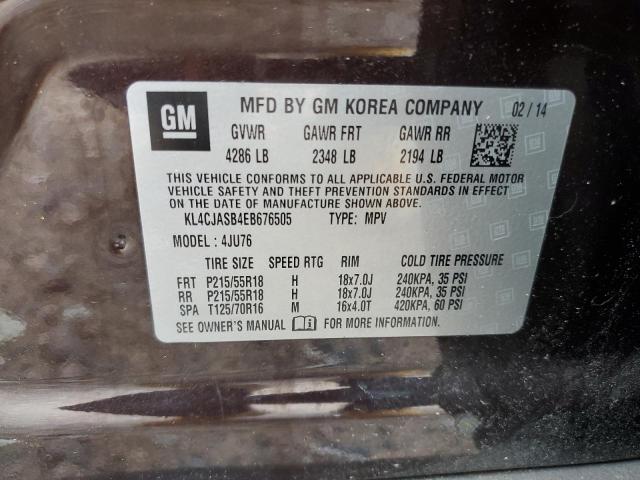 GM
MFD BY GM KOREA COMPANY 02/14
GVWR GAWR FRT GAWR RR
4286 LB 2348 LB 2194 LB
THIS VEHICLE CONFORMS TO ALL APPLICABLE U.S. FEDERAL MOTOR
VEHICLE SAFETY AND THEFT PREVENTION STANDARDS IN EFFECT
ON THE DATE OF MANUFACTURE SHOWN ABOVE.
KL4CJASB4EB676505 TYPE: MPV
MODEL: 4JU76
TIRE SIZE SPEED RTG RIM COLD TIRE PRESSURE
FRT P215/55R18 H 18x7.0J 240KPA, 35 PSI
RR P215/55R18 H 18x7.0J 240KPA, 35 PSI
SPA T125/70R16 M 16x4.0T 420KPA, 60 PSI
SEE OWNER'S MANUAL FOR MORE INFORMATION.